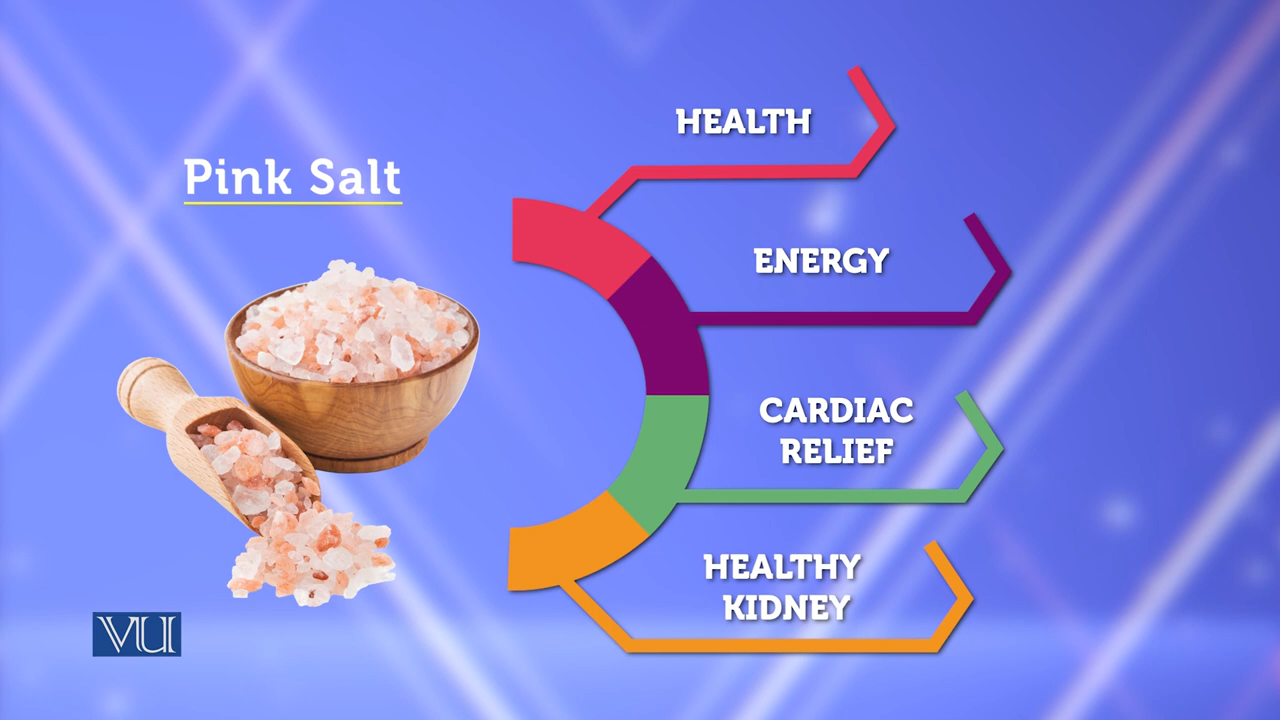 Pink Salt
HEALTH
ENERGY
CARDIAC
RELIEF
HEALTHY
KIDNEY
VU